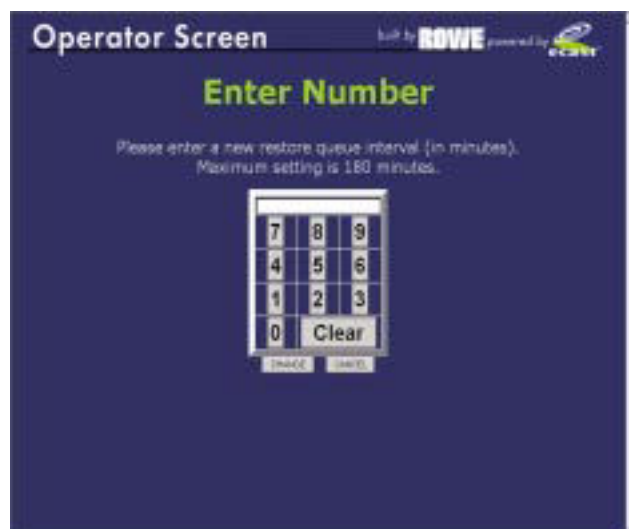 Operator Screen built by ROWE powered by ecast
Enter Number
Please enter a new restore queue interval (in minutes).
Maximum setting is 180 minutes.
7 8 9
4 5 6
1 2 3
0 Clear
CHANGE CANCEL